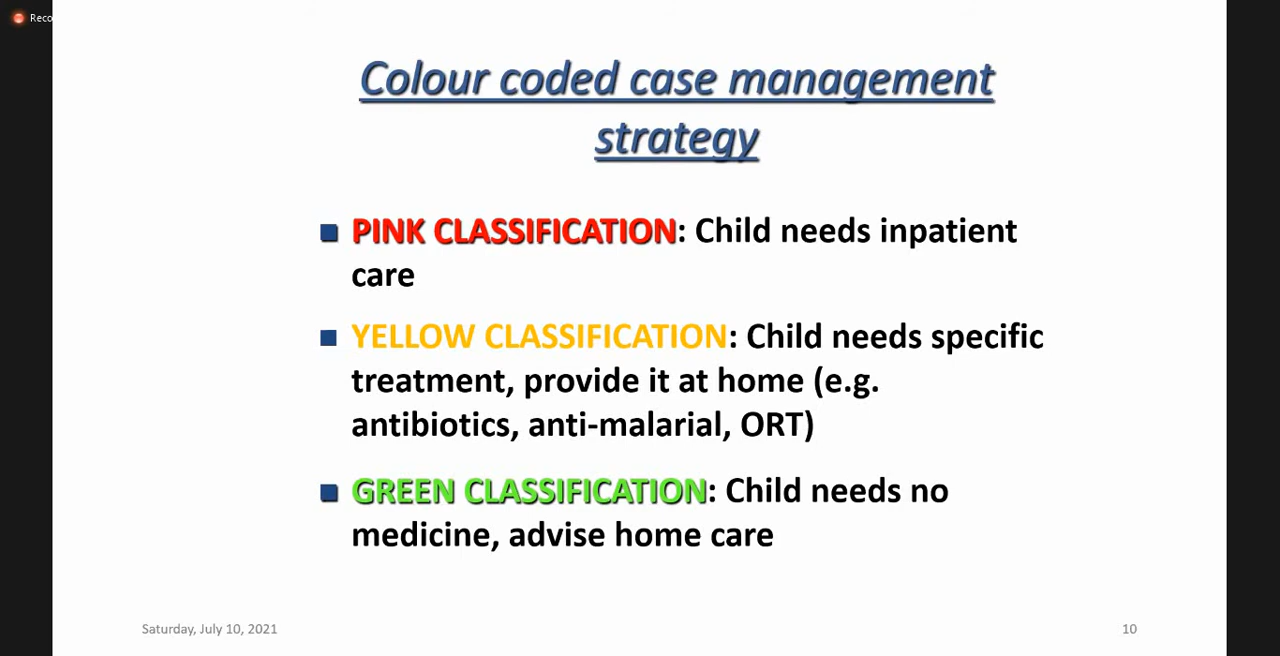 Reco
Colour coded case management
strategy
PINK CLASSIFICATION: Child needs inpatient
care
YELLOW CLASSIFICATION: Child needs specific
treatment, provide it at home (e.g.
antibiotics, anti-malarial, ORT)
GREEN CLASSIFICATION: Child needs no
medicine, advise home care
Saturday, July 10, 2021
10